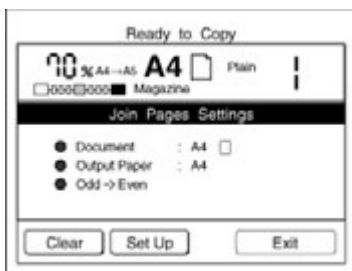 Ready to Copy
70 % A4→A5 A4 Plain 1
Magazine
Join Pages Settings
Document : A4
Output Paper : A4
Odd -> Even
Clear Set Up Exit